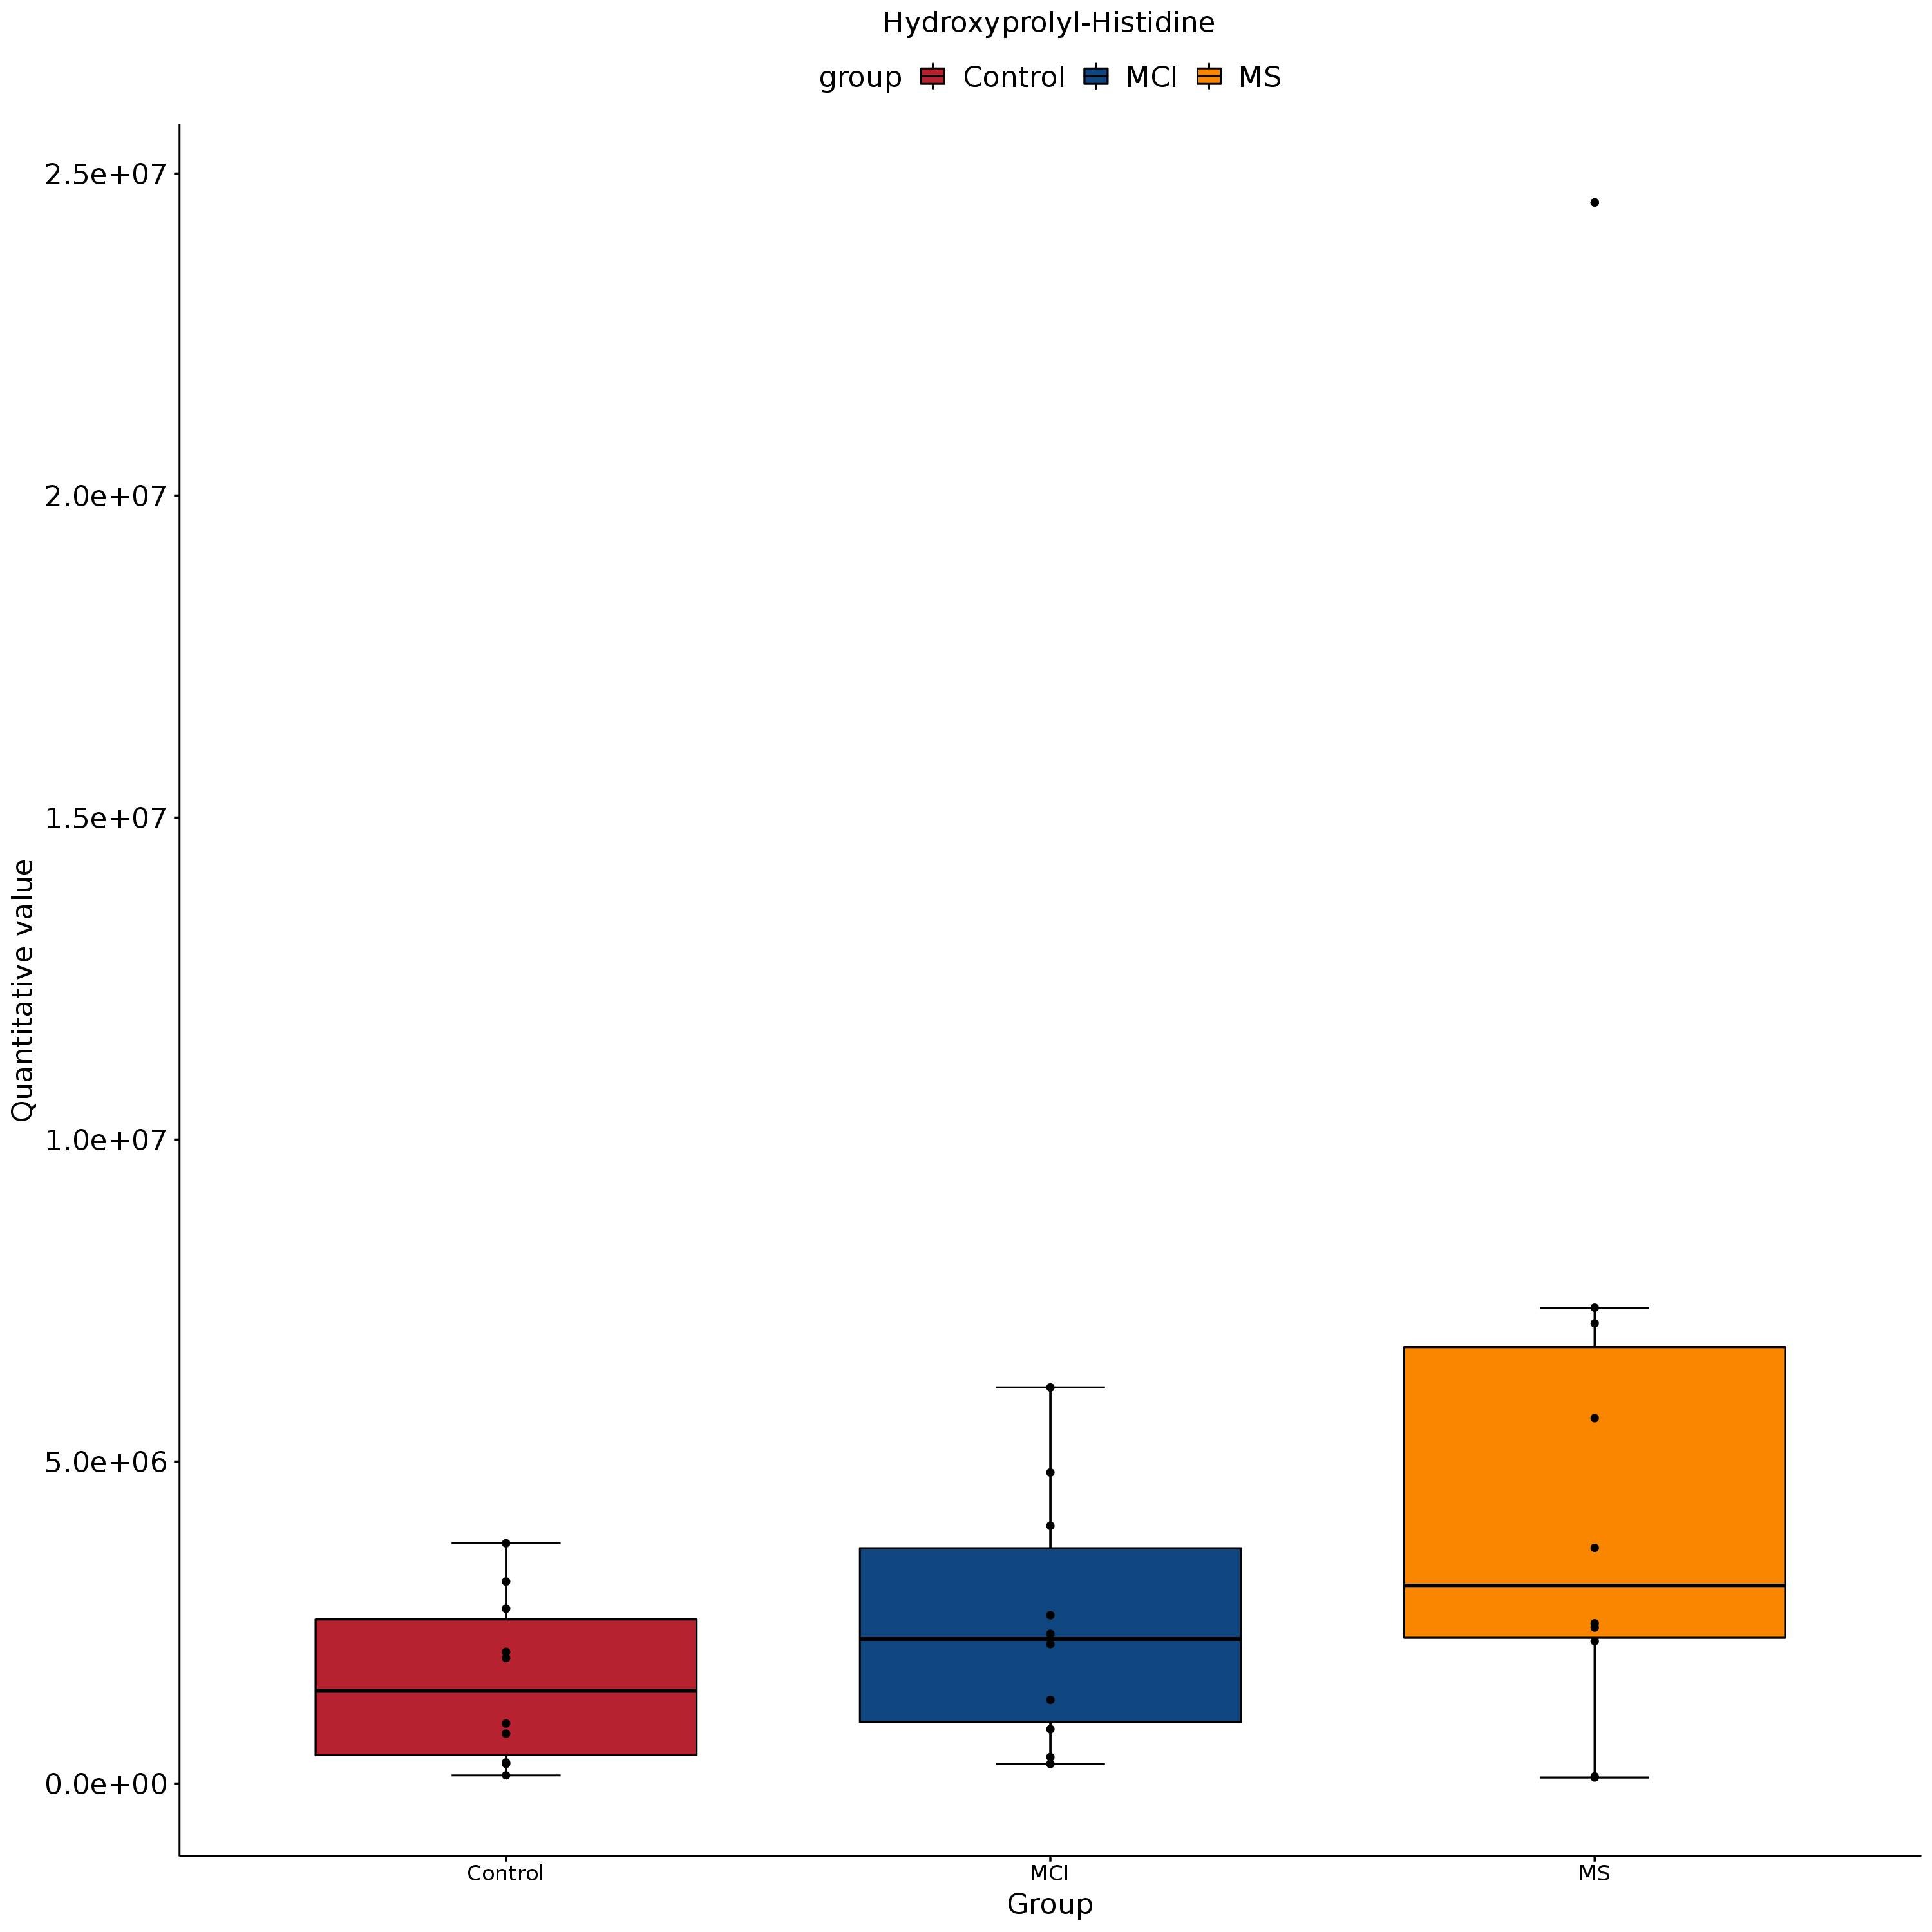 Hydroxyprolyl-Histidine
group Control MCI MS
2.5e+07
2.0e+07
1.5e+07
1.0e+07
5.0e+06
0.0e+00
Quantitative value
Control MCI MS
Group